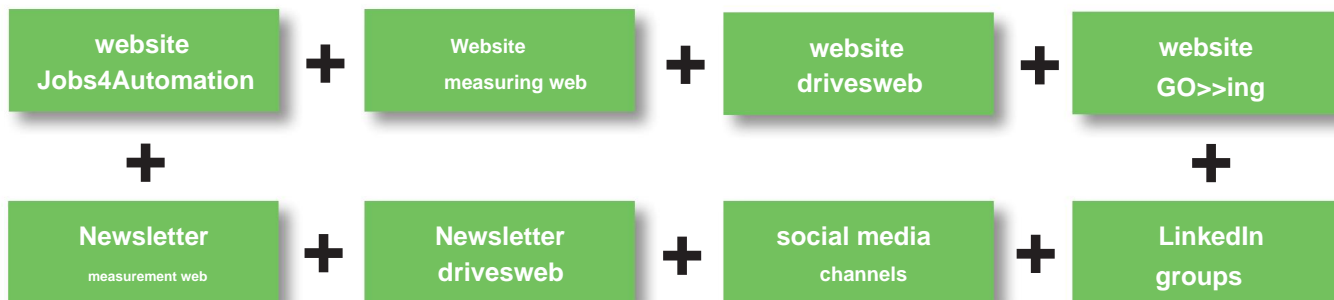 website
Jobs4Automation
+
Website
measuring web
+
website
drivesweb
+
website
GO>>ing
+
+
Newsletter
measurement web
+
Newsletter
drivesweb
+
social media
channels
+
LinkedIn
groups